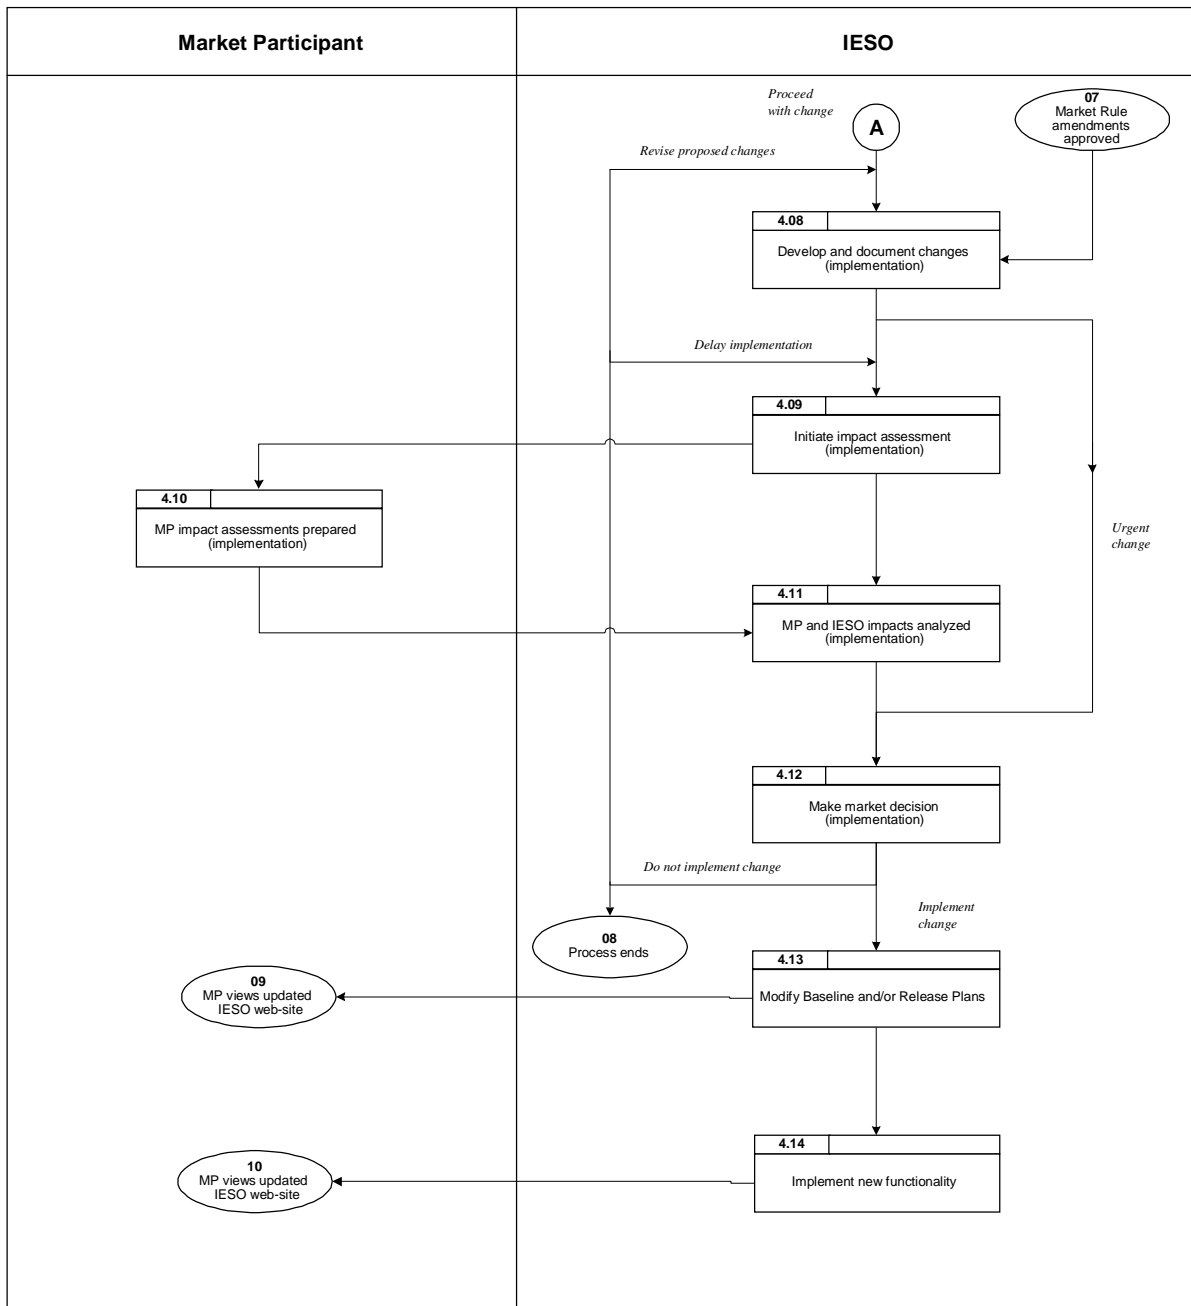 Market Participant
IESO
Proceed
with change
A
07
Market Rule
amendments
approved
Revise proposed changes
4.08
Develop and document changes
(implementation)
Delay implementation
4.09
Initiate impact assessment
(implementation)
4.10
MP impact assessments prepared
(implementation)
Urgent
change
4.11
MP and IESO impacts analyzed
(implementation)
4.12
Make market decision
(implementation)
Do not implement change
Implement
change
08
Process ends
4.13
Modify Baseline and/or Release Plans
09
MP views updated
IESO web-site
4.14
Implement new functionality
10
MP views updated
IESO web-site